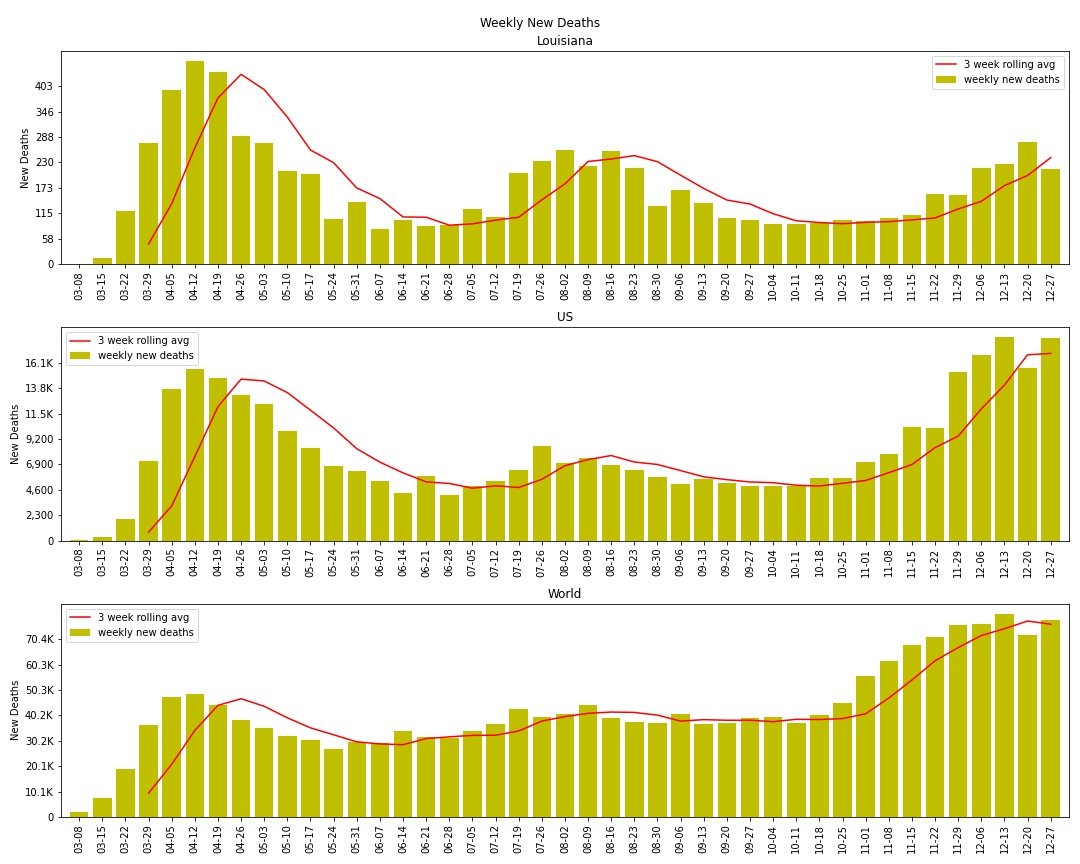 Weekly New Deaths
Louisiana
3 week rolling avg
weekly new deaths
New Deaths
403
346
288
230
173
115
58
0
03-08 03-15 03-22 03-29 04-05 04-12 04-19 04-26 05-03 05-10 05-17 05-24 05-31 06-07 06-14 06-21 06-28 07-05 07-12 07-19 07-26 08-02 08-09 08-16 08-23 08-30 09-06 09-13 09-20 09-27 10-04 10-11 10-18 10-25 11-01 11-08 11-15 11-22 11-29 12-06 12-13 12-20 12-27
US
3 week rolling avg
weekly new deaths
New Deaths
16.1K
13.8K
11.5K
9,200
6,900
4,600
2,300
0
03-08 03-15 03-22 03-29 04-05 04-12 04-19 04-26 05-03 05-10 05-17 05-24 05-31 06-07 06-14 06-21 06-28 07-05 07-12 07-19 07-26 08-02 08-09 08-16 08-23 08-30 09-06 09-13 09-20 09-27 10-04 10-11 10-18 10-25 11-01 11-08 11-15 11-22 11-29 12-06 12-13 12-20 12-27
World
3 week rolling avg
weekly new deaths
New Deaths
70.4K
60.3K
50.3K
40.2K
30.2K
20.1K
10.1K
0
03-08 03-15 03-22 03-29 04-05 04-12 04-19 04-26 05-03 05-10 05-17 05-24 05-31 06-07 06-14 06-21 06-28 07-05 07-12 07-19 07-26 08-02 08-09 08-16 08-23 08-30 09-06 09-13 09-20 09-27 10-04 10-11 10-18 10-25 11-01 11-08 11-15 11-22 11-29 12-06 12-13 12-20 12-27